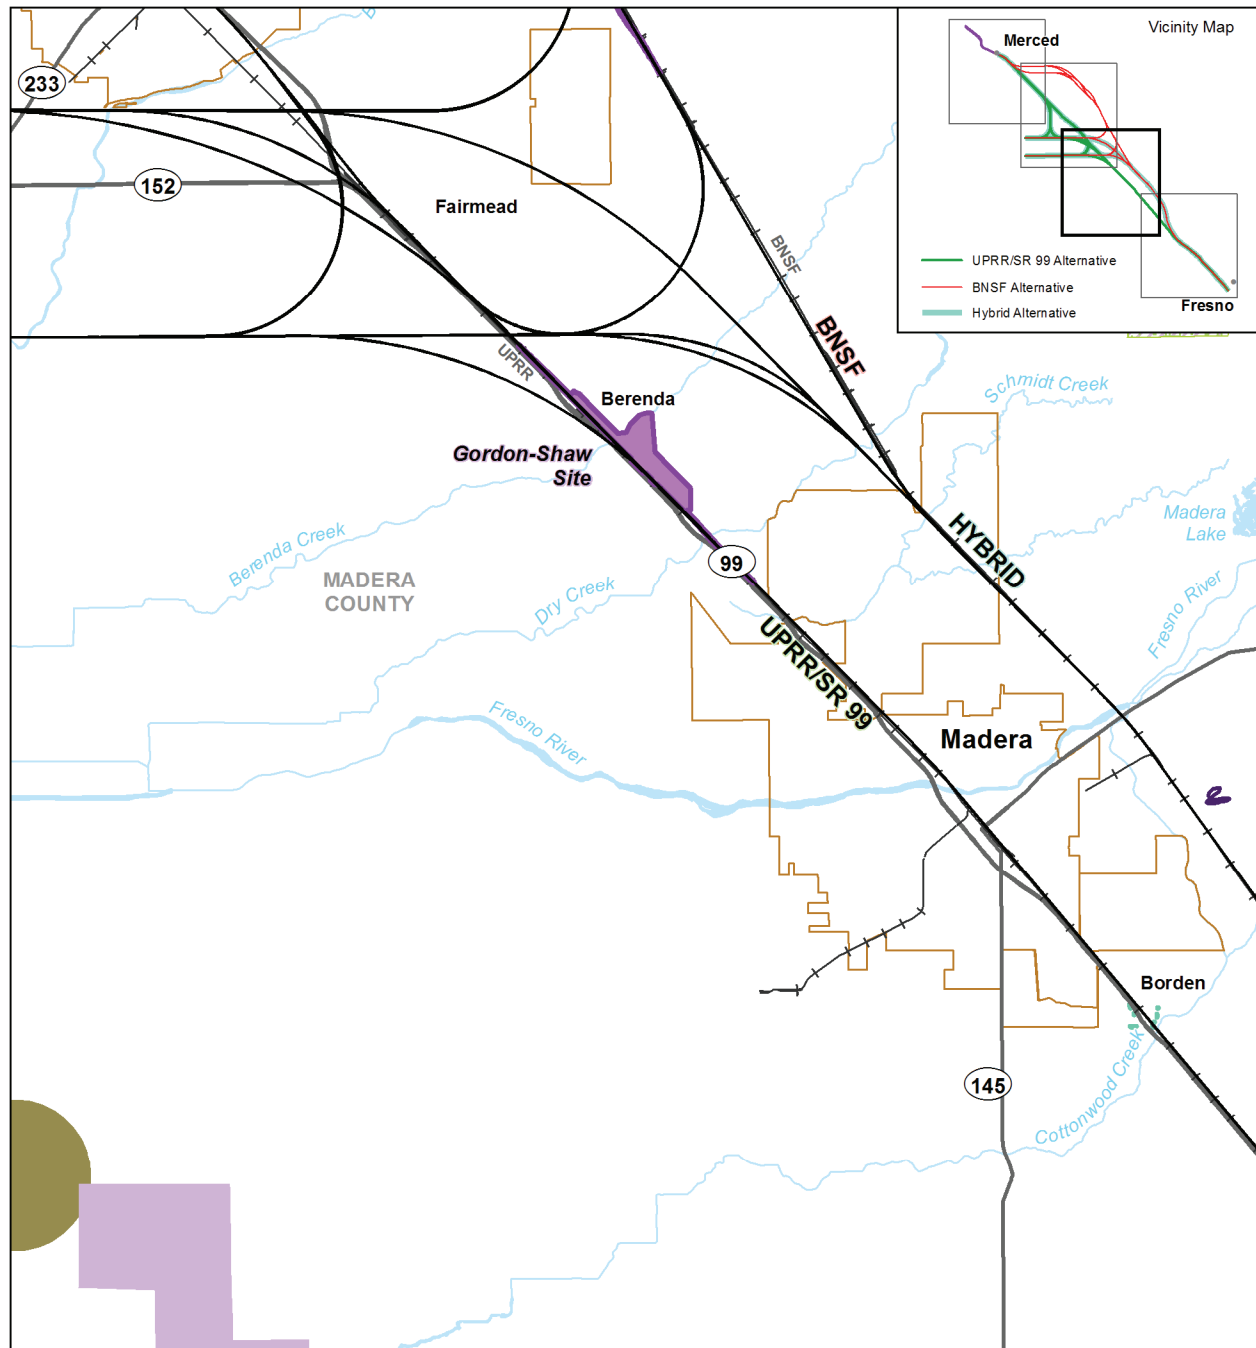 Vicinity Map
Merced
Fresno
UPRR/SR 99 Alternative
BNSF Alternative
Hybrid Alternative
233
152
Fairmead
BNSF
BNSF
UPRR
Berenda
Gordon-Shaw
Site
Schmidt Creek
Madera
Lake
HYBRID
99
Berenda Creek
MADERA
COUNTY
Dry Creek
UPRR/SR 99
Fresno River
Fresno River
Madera
Borden
145
Cottonwood Creek